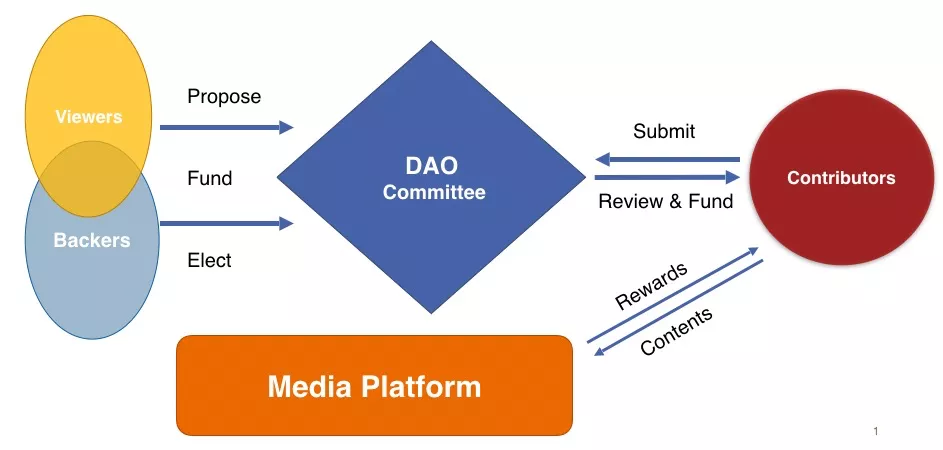 Viewers
Backers
Propose
Fund
Elect
DAO
Committee
Submit
Review & Fund
Contributors
Rewards
Contents
Media Platform
1